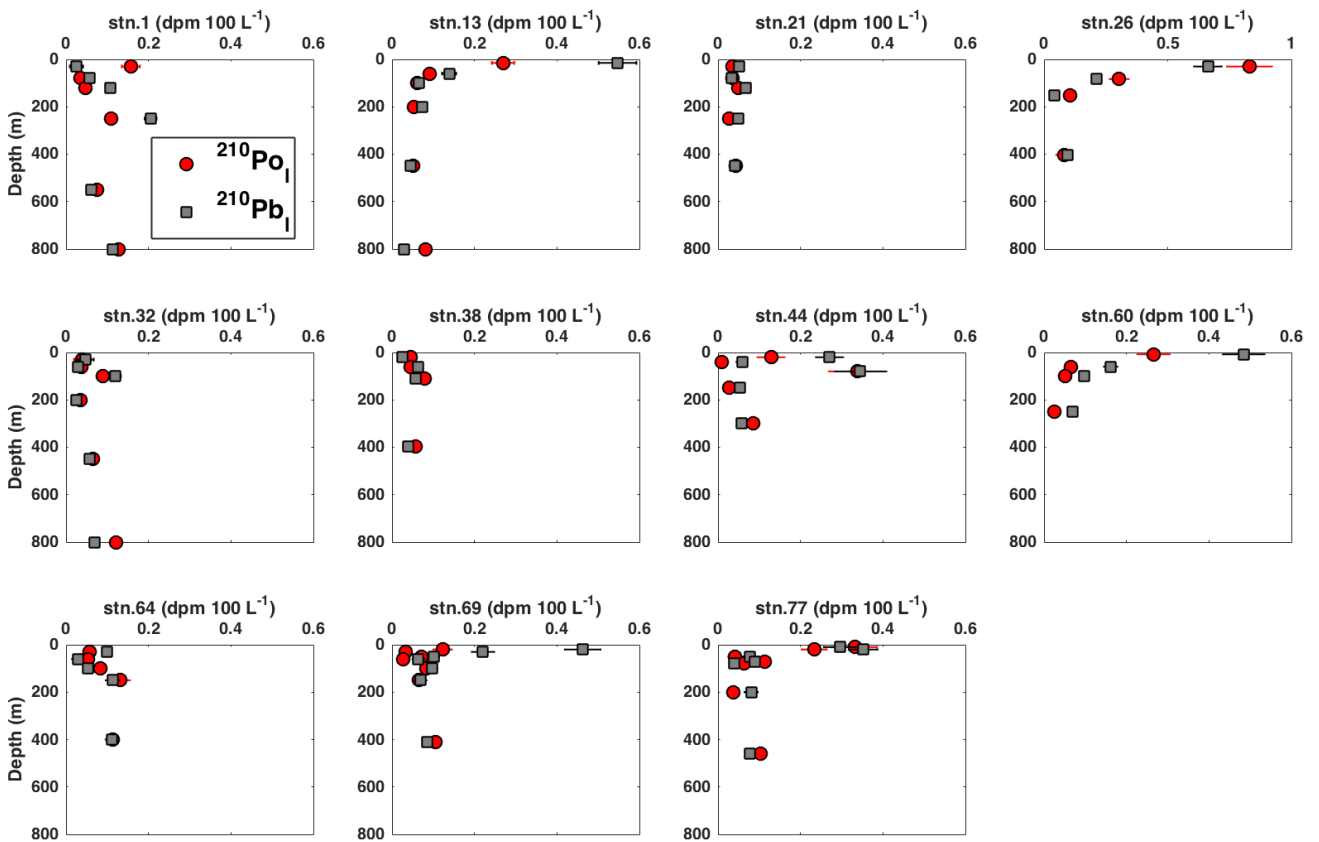 stn.1 (dpm 100 L-1) stn.13 (dpm 100 L-1) stn.21 (dpm 100 L-1) stn.26 (dpm 100 L-1)
0 0.2 0.4 0.6 0 0.2 0.4 0.6 0 0.2 0.4 0.6 0 0.5 1
0 0 0 0
200 200 200 200
400 400 400 400
600 600 600 600
800 800 800 800
Depth (m)
210Pol
210Pbl
stn.32 (dpm 100 L-1) stn.38 (dpm 100 L-1) stn.44 (dpm 100 L-1) stn.60 (dpm 100 L-1)
0 0.2 0.4 0.6 0 0.2 0.4 0.6 0 0.2 0.4 0.6 0 0.2 0.4 0.6
0 0 0 0
200 200 200 200
400 400 400 400
600 600 600 600
800 800 800 800
Depth (m)
stn.64 (dpm 100 L-1) stn.69 (dpm 100 L-1) stn.77 (dpm 100 L-1)
0 0.2 0.4 0.6 0 0.2 0.4 0.6 0 0.2 0.4 0.6
0 0 0
200 200 200
400 400 400
600 600 600
800 800 800
Depth (m)